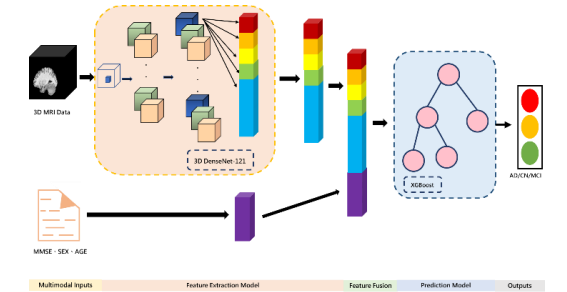 3D MRI Data
3D DenseNet-121
XGBoost
AD/CN/MCI
MMSE - SEX - AGE
Multimodal Inputs
Feature Extraction Model
Feature Fusion
Prediction Model
Outputs